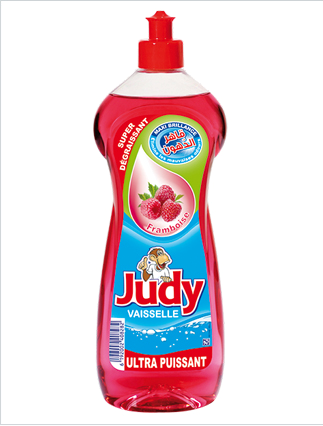 SUPER
DÉGRAISSANT
MAXI BRILLANCE
قاهر
الدهون
Framboise
Judy
VAISSELLE
ULTRA PUISSANT